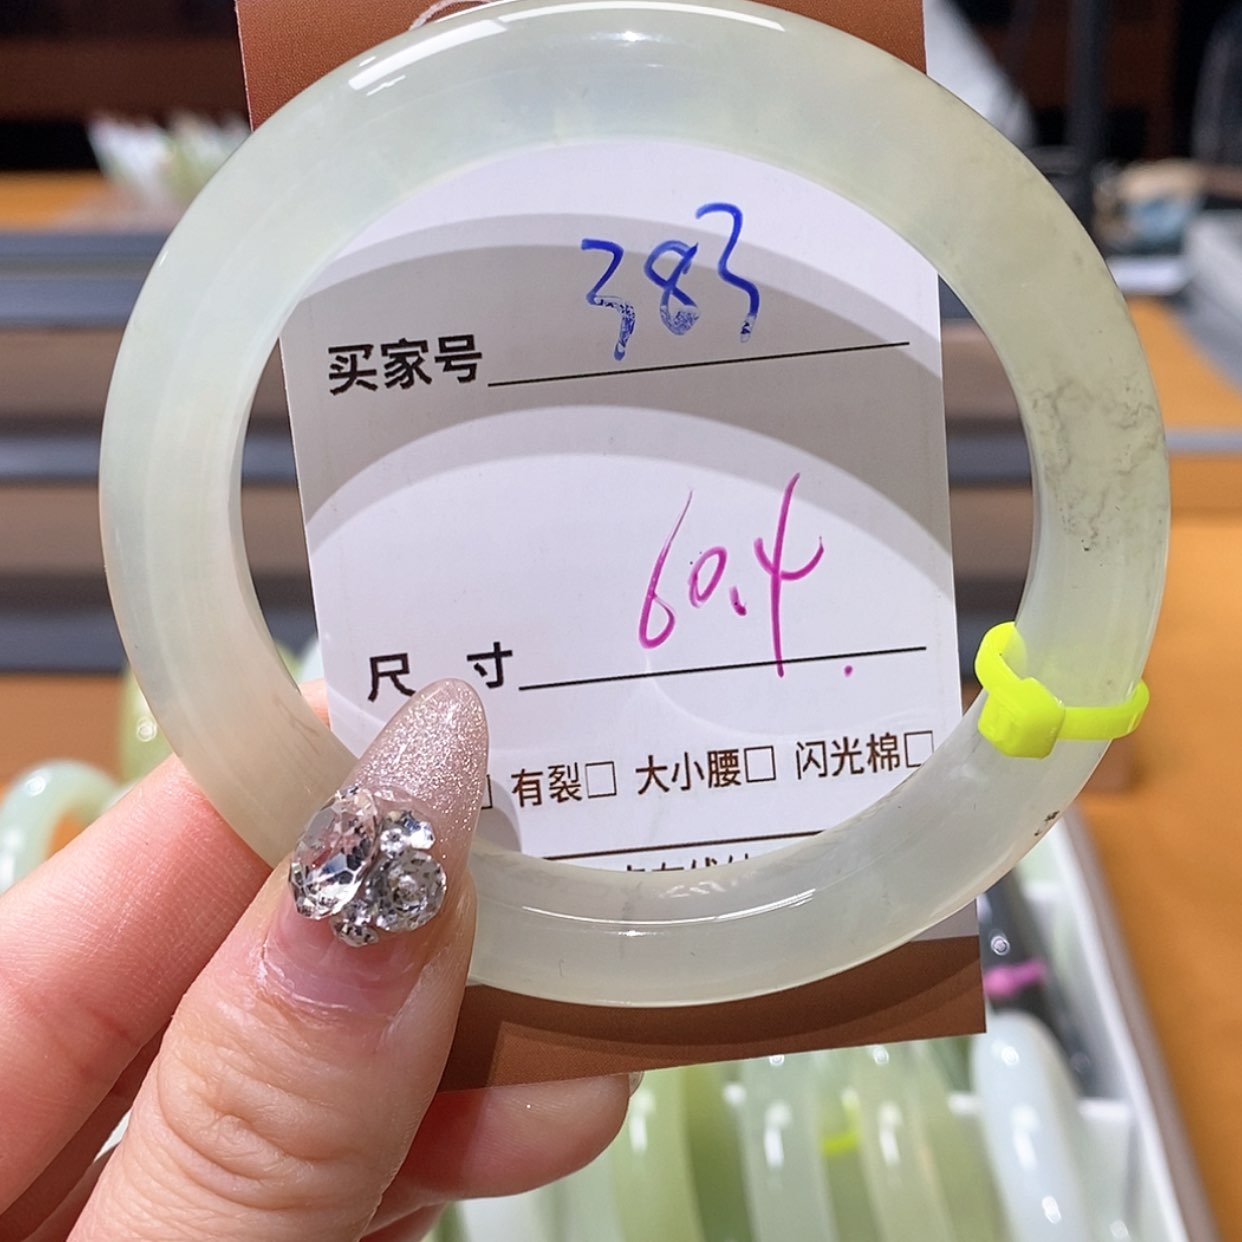 买家号 383
尺 寸 60.4.
□ 有裂□ 大小腰□ 闪光棉□